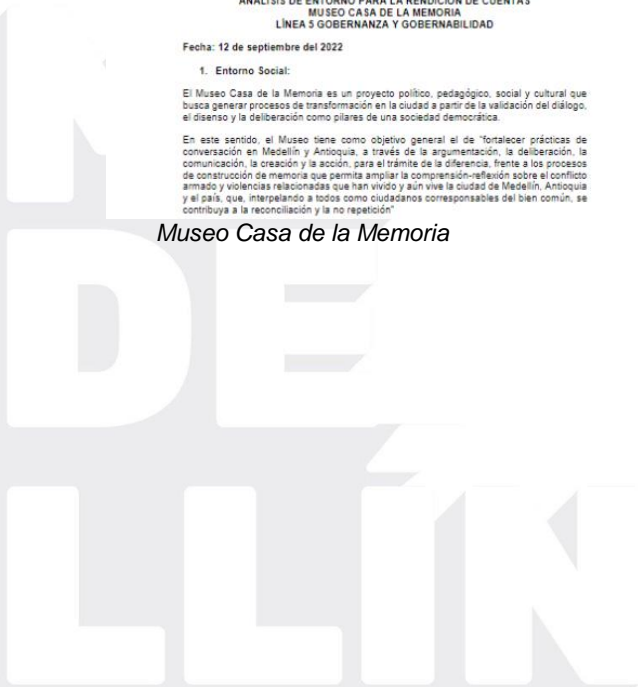 ANÁLISIS DE ENTORNO PARA LA RENDICIÓN DE CUENTAS
MUSEO CASA DE LA MEMORIA
LÍNEA 5 GOBERNANZA Y GOBERNABILIDAD
Fecha: 12 de septiembre del 2022
1. Entorno Social:
El Museo Casa de la Memoria es un proyecto político, pedagógico, social y cultural que
busca generar procesos de transformación en la ciudad a partir de la validación del diálogo,
el disenso y la deliberación como pilares de una sociedad democrática.
En este sentido, el Museo tiene como objetivo general el de "fortalecer prácticas de
conversación en Medellín y Antioquia, a través de la argumentación, la deliberación, la
comunicación, la creación y la acción, para el trámite de la diferencia, frente a los procesos
de construcción de memoria que permita ampliar la comprensión-reflexión sobre el conflicto
armado y violencias relacionadas que han vivido y aún vive la ciudad de Medellín, Antioquia
y el país, que, interpelando a todos como ciudadanos corresponsables del bien común, se
contribuya a la reconciliación y la no repetición"
Museo Casa de la Memoria
DE
LLÍN